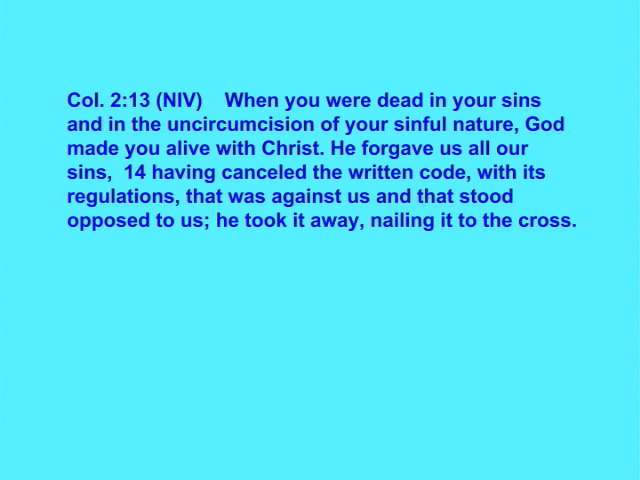 Col. 2:13 (NIV)    When you were dead in your sins
and in the uncircumcision of your sinful nature, God
made you alive with Christ. He forgave us all our
sins,  14 having canceled the written code, with its
regulations, that was against us and that stood
opposed to us; he took it away, nailing it to the cross.